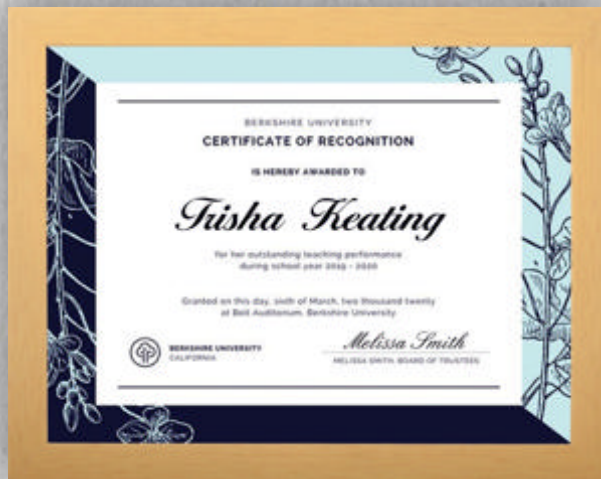 BERKSHIRE UNIVERSITY
CERTIFICATE OF RECOGNITION
IS HEREBY AWARDED TO
Trisha Keating
for her outstanding teaching performance
during school year 2019 - 2020
Granted on this day, sixth of March, two thousand twenty
at Bell Auditorium, Berkshire University
Melissa Smith
BERKSHIRE UNIVERSITY
CALIFORNIA
MELISSA SMITH, BOARD OF TRUSTEES